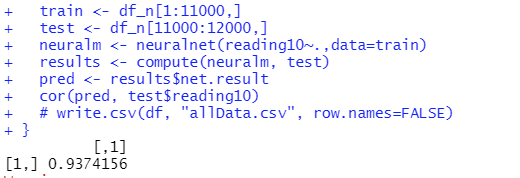 +   train <- df_n[1:11000,]
+   test <- df_n[11000:12000,]
+   neuralm <- neuralnet(reading10~.,data=train)
+   results <- compute(neuralm, test)
+   pred <- results$net.result
+   cor(pred, test$reading10)
+   # write.csv(df, "allData.csv", row.names=FALSE)
+ }
          [,1]
[1,] 0.9374156